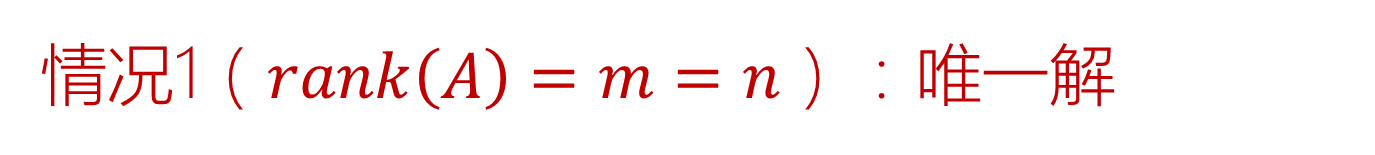 情况1（rank(A) = m = n）：唯一解